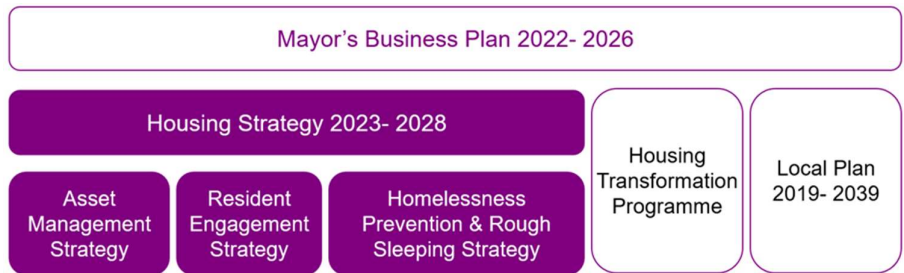 Mayor’s Business Plan 2022- 2026
Housing Strategy 2023- 2028
Housing
Transformation
Programme
Local Plan
2019- 2039
Asset
Management
Strategy
Resident
Engagement
Strategy
Homelessness
Prevention & Rough
Sleeping Strategy